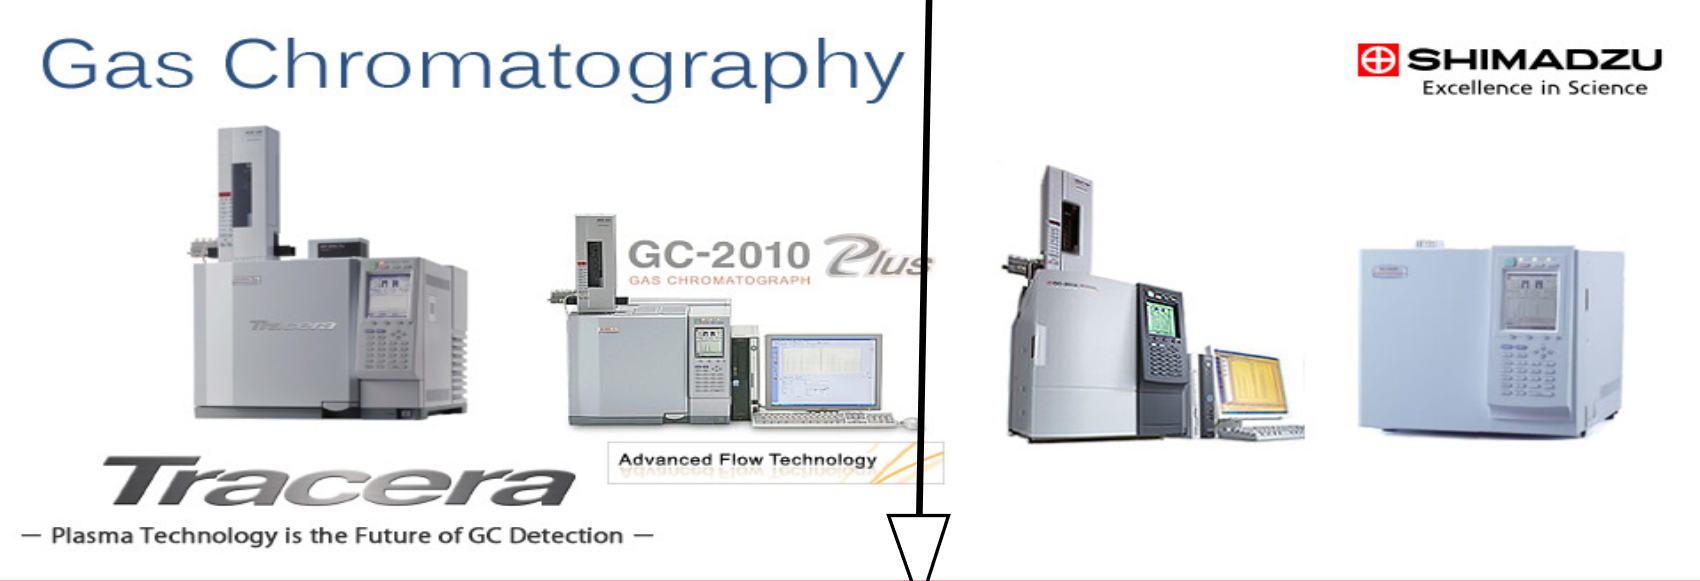 Gas Chromatography
SHIMADZU
Excellence in Science
GC-2010 Plus
GAS CHROMATOGRAPH
Tracera
Advanced Flow Technology
Tracera
— Plasma Technology is the Future of GC Detection —